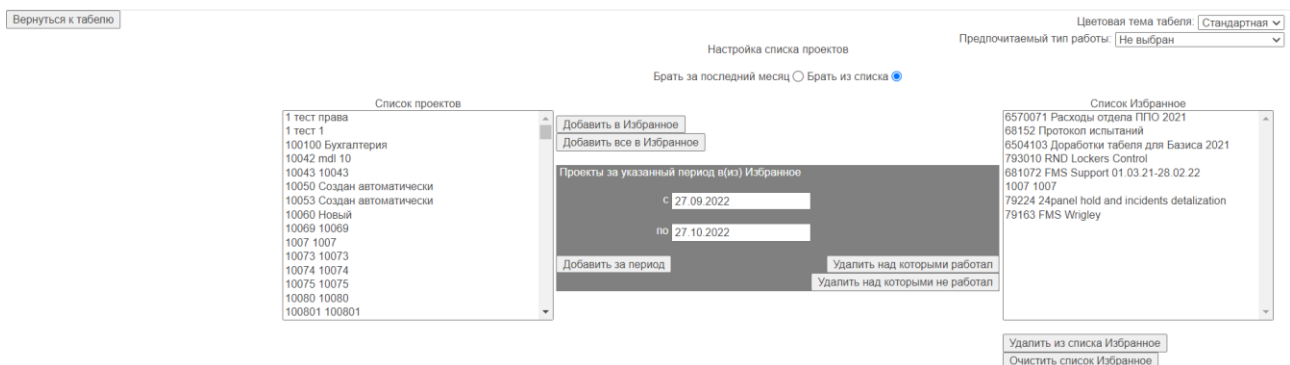 Вернуться к табелю
Цветовая тема табеля: Стандартная
Предпочитаемый тип работы: Не выбран
Настройка списка проектов
Брать за последний месяц Брать из списка
Список проектов
1 тест права
1 тест 1
100100 Бухгалтерия
10042 mdl 10
10043 10043
10050 Создан автоматически
10053 Создан автоматически
10060 Новый
10069 10069
1007 1007
10073 10073
10074 10074
10075 10075
10080 10080
100801 100801
Добавить в Избранное
Добавить все в Избранное
Проекты за указанный период в(из) Избранное
с 27.09.2022
по 27.10.2022
Добавить за период
Удалить над которыми работал
Удалить над которыми не работал
Список Избранное
6570071 Расходы отдела ППО 2021
68152 Протокол испытаний
6504103 Доработки табеля для Базиса 2021
793010 RND Lockers Control
681072 FMS Support 01.03.21-28.02.22
1007 1007
79224 24panel hold and incidents detalization
79163 FMS Wrigley
Удалить из списка Избранное
Очистить список Избранное